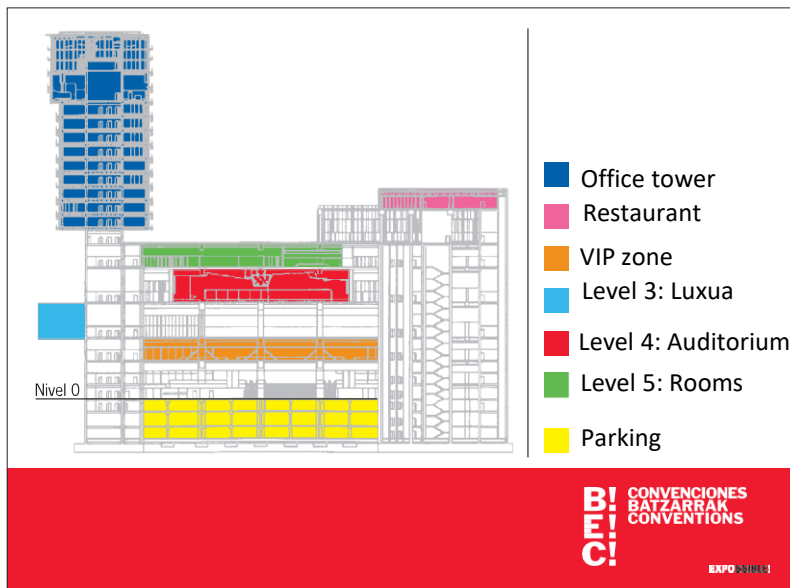 Office tower
Restaurant
VIP zone
Level 3: Luxua
Level 4: Auditorium
Level 5: Rooms
Parking
Nivel 0
B!
E!
C!
CONVENCIONES
BATZARRAK
CONVENTIONS
EXPO